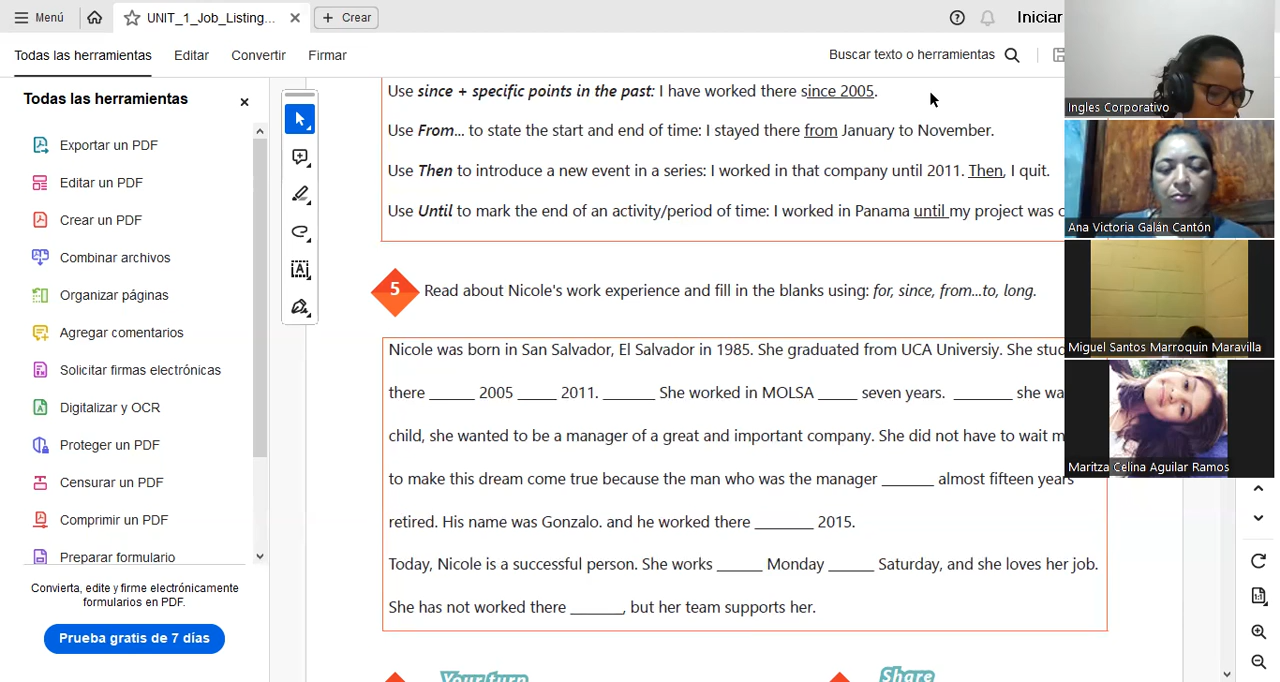 Menú
UNIT_1_Job_Listing...
Crear
Iniciar
Todas las herramientas
Editar
Convertir
Firmar
Buscar texto o herramientas
Todas las herramientas
Exportar un PDF
Editar un PDF
Crear un PDF
Combinar archivos
Organizar páginas
Agregar comentarios
Solicitar firmas electrónicas
Digitalizar y OCR
Proteger un PDF
Censurar un PDF
Comprimir un PDF
Preparar formulario
Convierta, edite y firme electrónicamente
formularios en PDF.
Prueba gratis de 7 días
Use since + specific points in the past: I have worked there since 2005.
Use From... to state the start and end of time: I stayed there from January to November.
Use Then to introduce a new event in a series: I worked in that company until 2011. Then, I quit.
Use Until to mark the end of an activity/period of time: I worked in Panama until my project was
5 Read about Nicole's work experience and fill in the blanks using: for, since, from...to, long.
Nicole was born in San Salvador, El Salvador in 1985. She graduated from UCA Universiy. She
there ______ 2005 _____ 2011. _______ She worked in MOLSA _____ seven years. ________ she
child, she wanted to be a manager of a great and important company. She did not have to wait
to make this dream come true because the man who was the manager _______ almost fifteen years
retired. His name was Gonzalo. and he worked there ________ 2015.
Today, Nicole is a successful person. She works ______ Monday ______ Saturday, and she loves her job.
She has not worked there _______, but her team supports her.
Your turn
Share
Ingles Corporativo
Ana Victoria Galán Cantón
Miguel Santos Marroquin Maravilla
Maritza Celina Aguilar Ramos